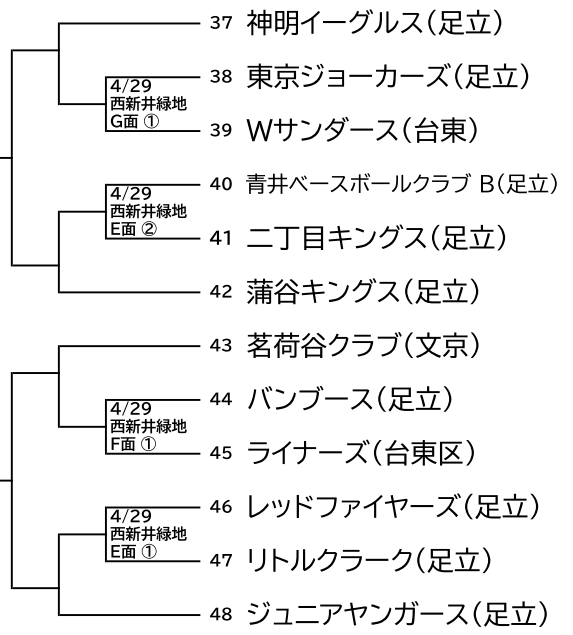 37 神明イーグルス(足立)
38 東京ジョーカーズ(足立)
4/29
西新井緑地
G面 ①
39 Wサンダース(台東)
40 青井ベースボールクラブ B(足立)
4/29
西新井緑地
E面 ②
41 二丁目キングス(足立)
42 蒲谷キングス(足立)
43 茗荷谷クラブ(文京)
44 バンブース(足立)
4/29
西新井緑地
F面 ①
45 ライナーズ(台東区)
46 レッドファイヤーズ(足立)
4/29
西新井緑地
E面 ①
47 リトルクラーク(足立)
48 ジュニアヤンガース(足立)